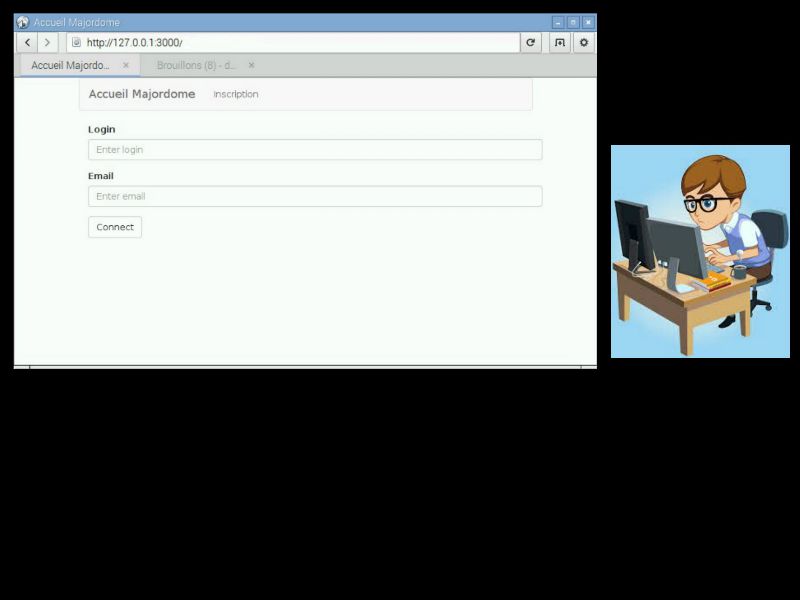 Accueil Majordome
http://127.0.0.1:3000/
Accueil Majordo... × Brouillons (8) - d... ×
Accueil Majordome Inscription
Login
Enter login
Email
Enter email
Connect